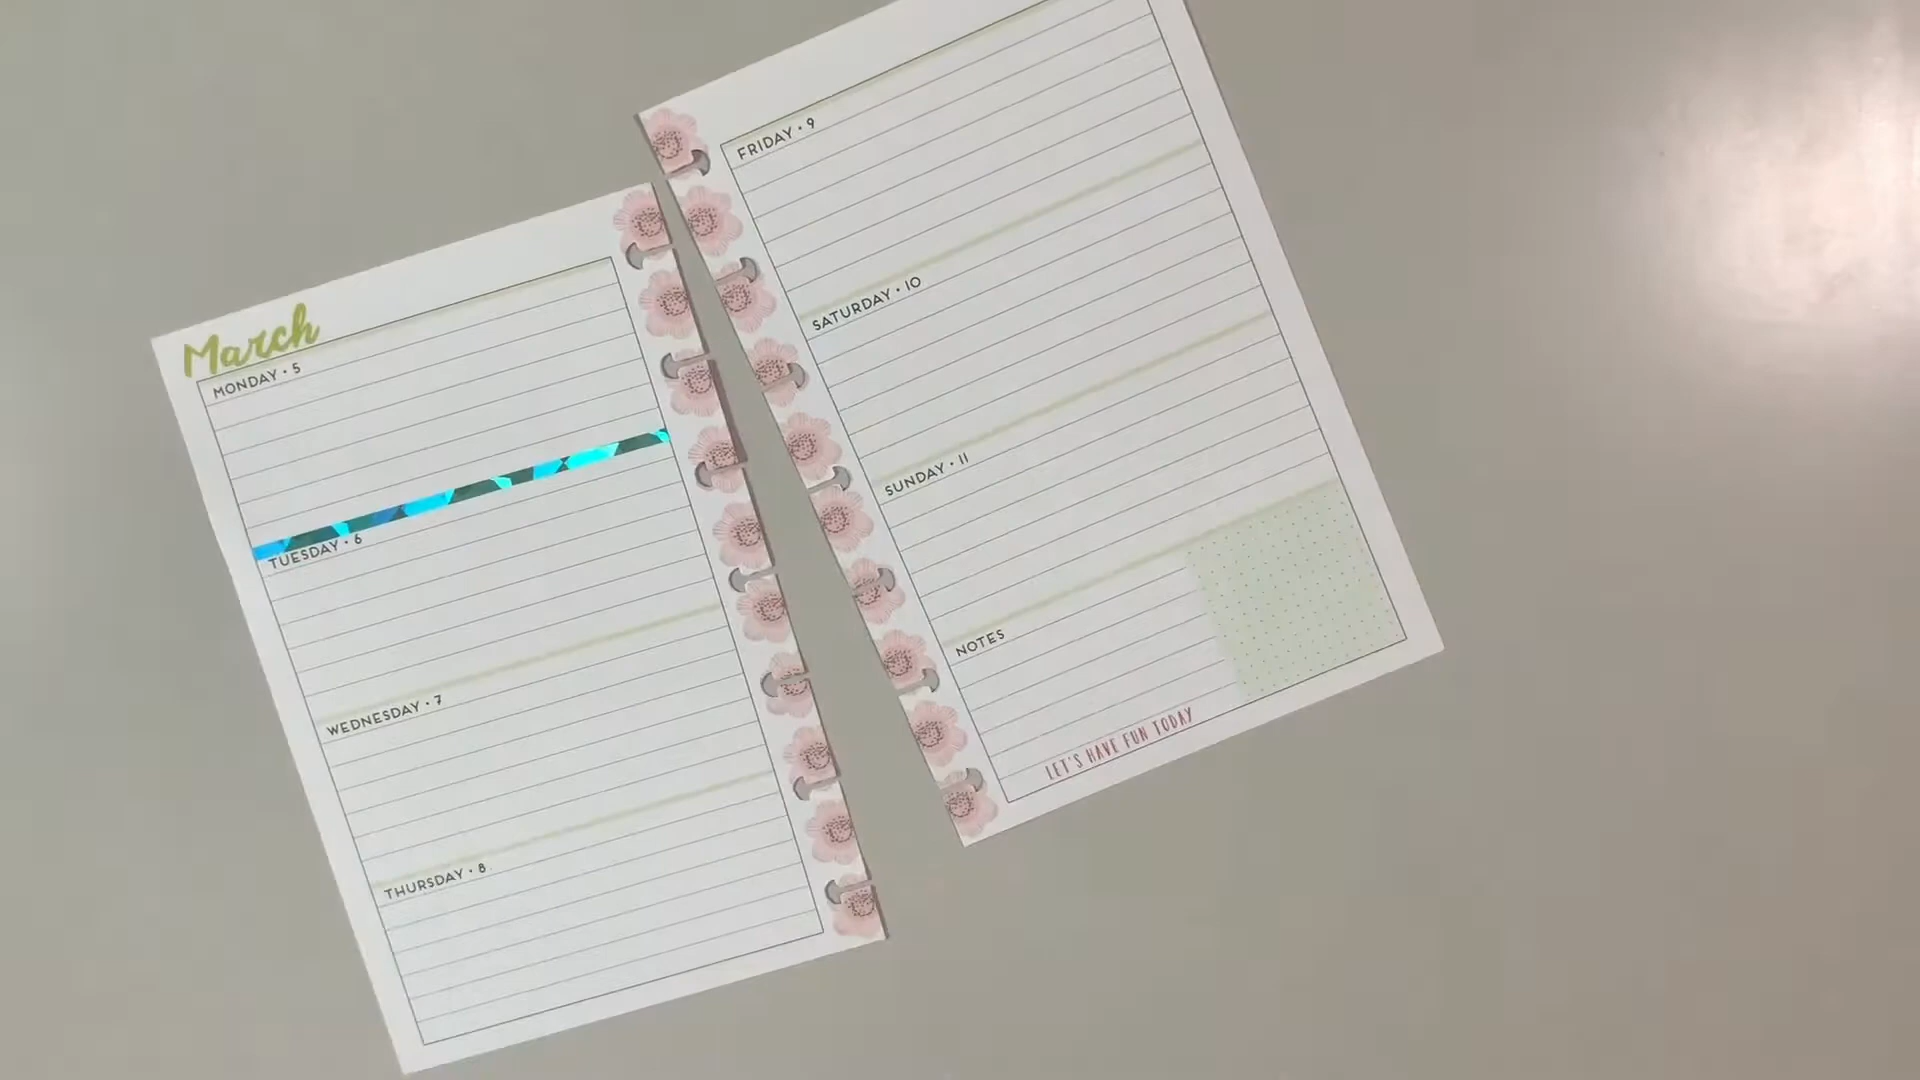 March
MONDAY • 5
TUESDAY • 6
WEDNESDAY • 7
THURSDAY • 8
FRIDAY • 9
SATURDAY • 10
SUNDAY • 11
NOTES
LET'S HAVE FUN TODAY